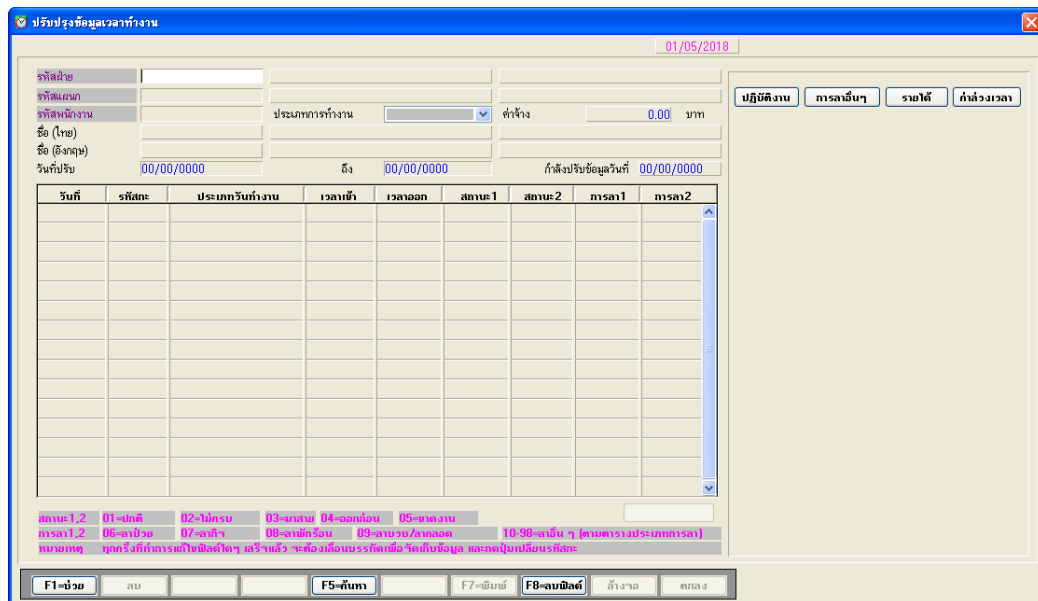 ปรับปรุงข้อมูลเวลาทำงาน
01/05/2018
รหัสฝ่าย
รหัสแผนก
ปฏิบัติงาน การลาอื่นๆ รายได้ ค่าล่วงเวลา
รหัสพนักงาน ประเภทการทำงาน ค่าจ้าง 0.00 บาท
ชื่อ (ไทย)
ชื่อ (อังกฤษ)
วันที่ปรับ 00/00/0000 ถึง 00/00/0000 กำลังปรับข้อมูลวันที่ 00/00/0000
วันที่ รหัสกะ ประเภทวันทำงาน เวลาเข้า เวลาออก สถานะ1 สถานะ2 การลา1 การลา2
สถานะ1,2 01=ปกติ 02=ไม่ครบ 03=มาสาย 04=ออกก่อน 05=ขาดงาน
การลา1,2 06=ลาป่วย 07=ลากิจ 08=ลาพักร้อน 09=ลาบวช/ลาคลอด 10-98=ลาอื่น ๆ (ตามตารางประเภทการลา)
หมายเหตุ ทุกครั้งที่ทำการแก้ไขฟิลด์ใดๆ เสร็จแล้ว จะต้องเลื่อนบรรทัดเพื่อจัดเก็บข้อมูล และกดปุ่มเปลี่ยนรหัสกะ
F1=ช่วย ลบ F5=ค้นหา F7=พิมพ์ F8=ลบฟิลด์ ล้างจอ ตกลง